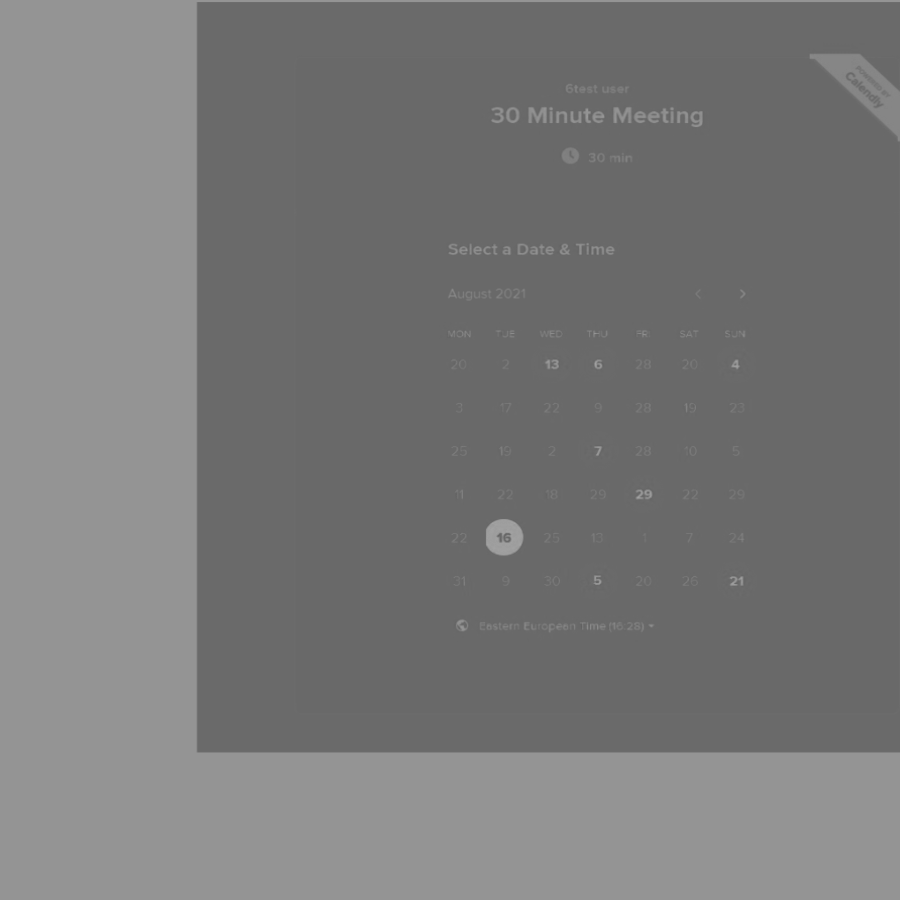 6test user
30 Minute Meeting
30 min
POWERED BY
Calendly
Select a Date & Time
August 2021
MON TUE WED THU FRI SAT SUN
20 2 13 6 28 20 4
3 17 22 9 28 19 23
25 19 2 7 28 10 5
11 22 18 29 29 22 29
22 16 25 13 1 7 24
31 9 30 5 20 26 21
Eastern European Time (16:28)